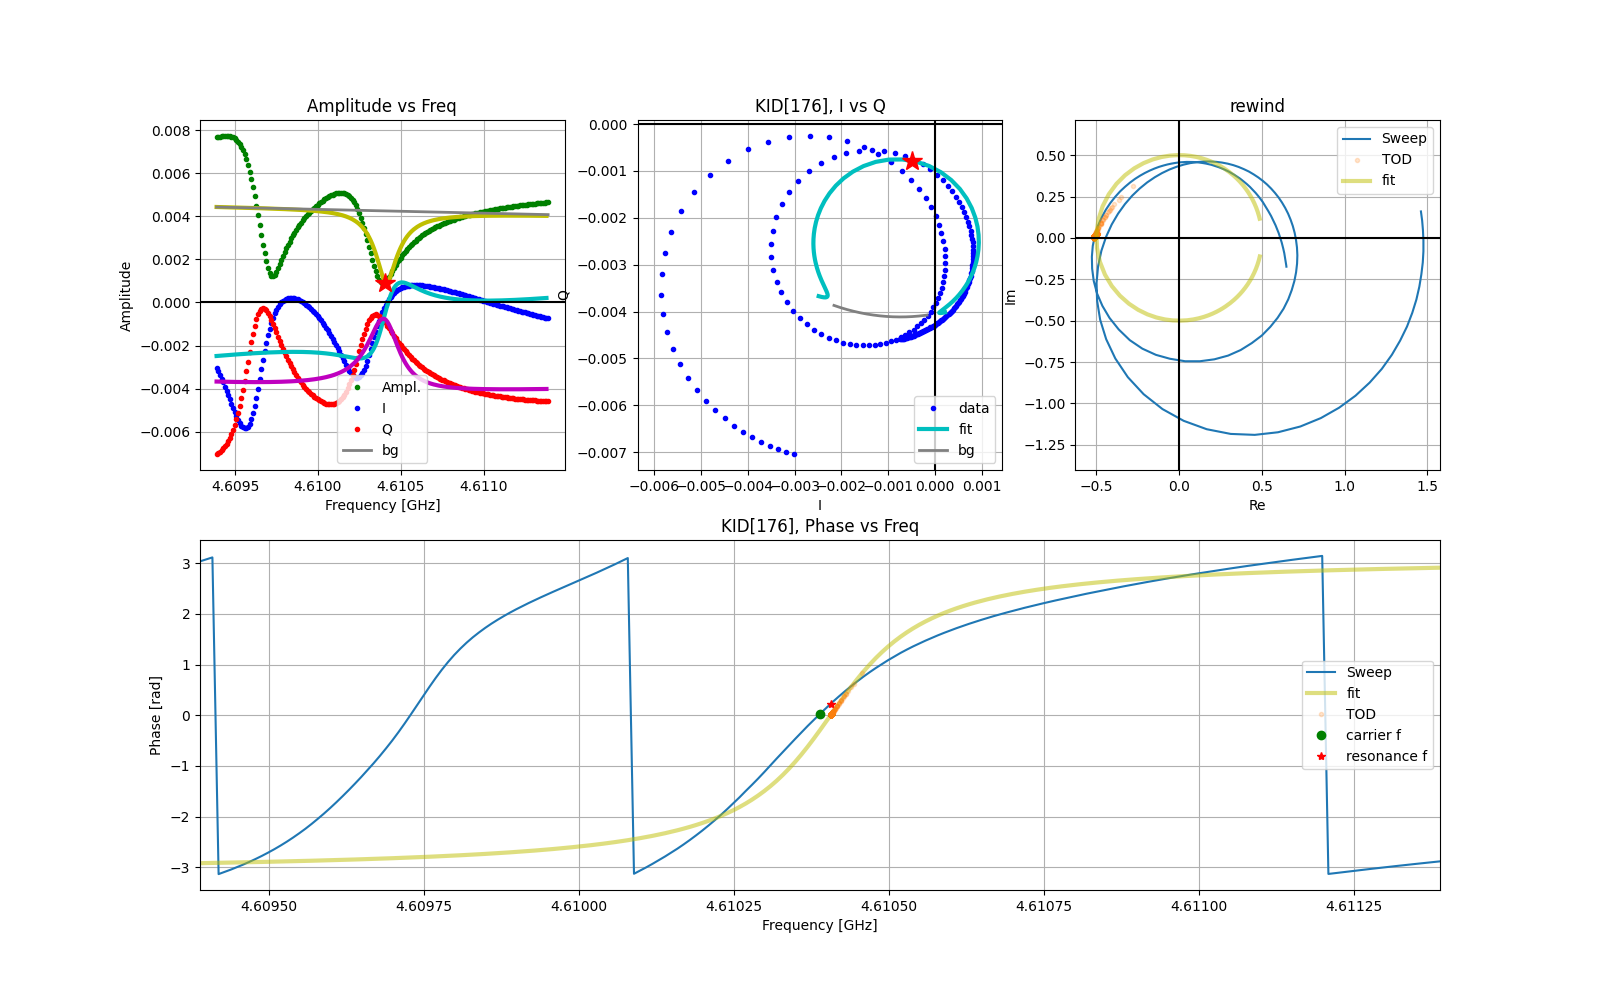 Amplitude vs Freq
KID[176], I vs Q
rewind
0.008
0.006
0.004
0.002
0.000
−0.002
−0.004
−0.006
Amplitude
Ampl.
I
Q
bg
4.6095
4.6100
4.6105
4.6110
Frequency [GHz]
Q
0.000
−0.001
−0.002
−0.003
−0.004
−0.005
−0.006
−0.007
data
fit
bg
−0.006
−0.005
−0.004
−0.003
−0.002
−0.001
0.000
0.001
I
Im
0.50
0.25
0.00
−0.25
−0.50
−0.75
−1.00
−1.25
Sweep
TOD
fit
−0.5
0.0
0.5
1.0
1.5
Re
KID[176], Phase vs Freq
3
2
1
0
−1
−2
−3
Phase [rad]
Sweep
fit
TOD
carrier f
resonance f
4.60950
4.60975
4.61000
4.61025
4.61050
4.61075
4.61100
4.61125
Frequency [GHz]